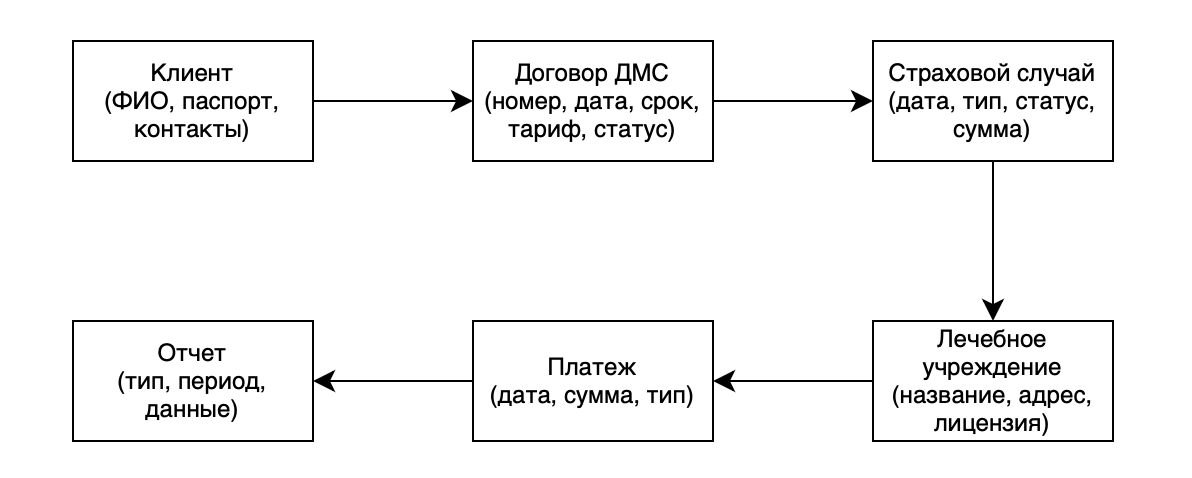 Клиент
(ФИО, паспорт,
контакты)
Договор ДМС
(номер, дата, срок,
тариф, статус)
Страховой случай
(дата, тип, статус,
сумма)
Отчет
(тип, период,
данные)
Платеж
(дата, сумма, тип)
Лечебное
учреждение
(название, адрес,
лицензия)